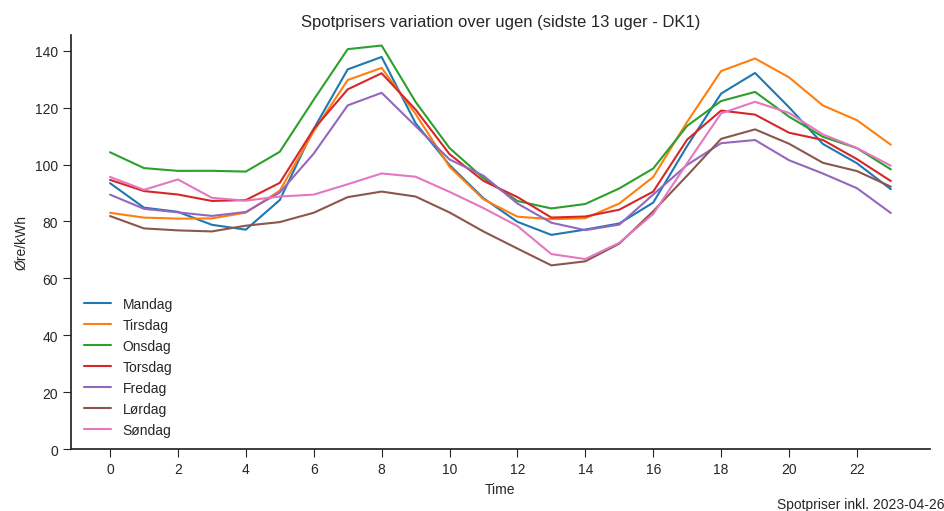 Spotprisers variation over ugen (sidste 13 uger - DK1)
140
120
100
80
60
40
20
0
Øre/kWh
Mandag
Tirsdag
Onsdag
Torsdag
Fredag
Lørdag
Søndag
0 2 4 6 8 10 12 14 16 18 20 22
Time
Spotpriser inkl. 2023-04-26